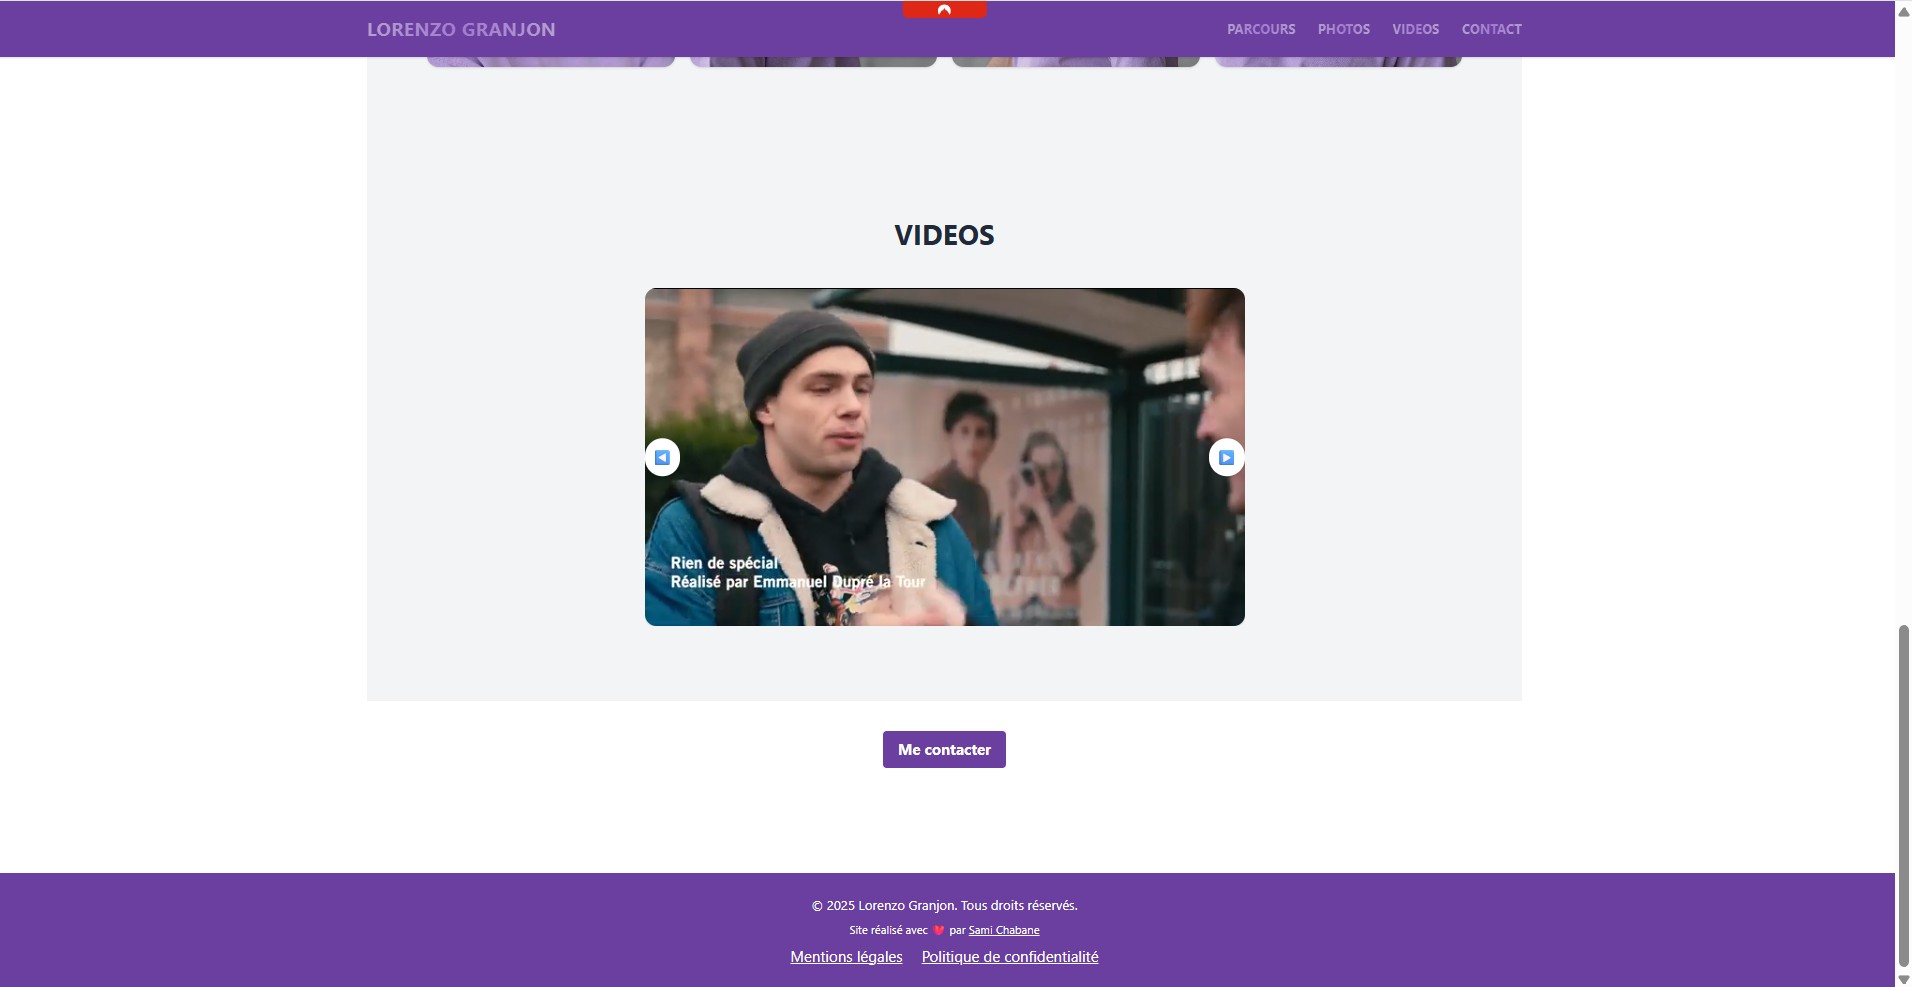 LORENZO GRANJON
PARCOURS PHOTOS VIDEOS CONTACT
VIDEOS
Rien de spécial
Réalisé par Emmanuel Dupré la Tour
Me contacter
© 2025 Lorenzo Granjon. Tous droits réservés.
Site réalisé avec ❤️ par Sami Chabane
Mentions légales Politique de confidentialité